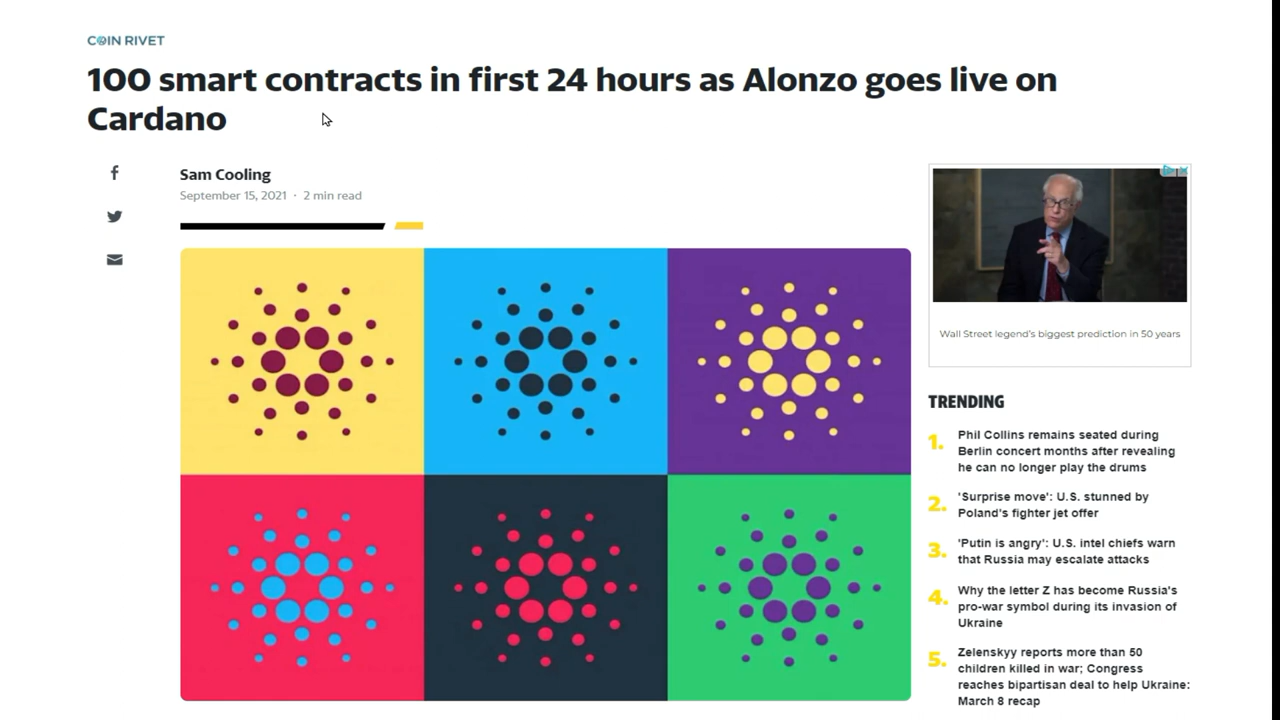 COIN RIVET
100 smart contracts in first 24 hours as Alonzo goes live on
Cardano
Sam Cooling
September 15, 2021 · 2 min read
Wall Street legend's biggest prediction in 50 years
TRENDING
1. Phil Collins remains seated during
Berlin concert months after revealing
he can no longer play the drums
2. 'Surprise move': U.S. stunned by
Poland's fighter jet offer
3. 'Putin is angry': U.S. intel chiefs warn
that Russia may escalate attacks
4. Why the letter Z has become Russia's
pro-war symbol during its invasion of
Ukraine
5. Zelenskyy reports more than 50
children killed in war; Congress
reaches bipartisan deal to help Ukraine:
March 8 recap